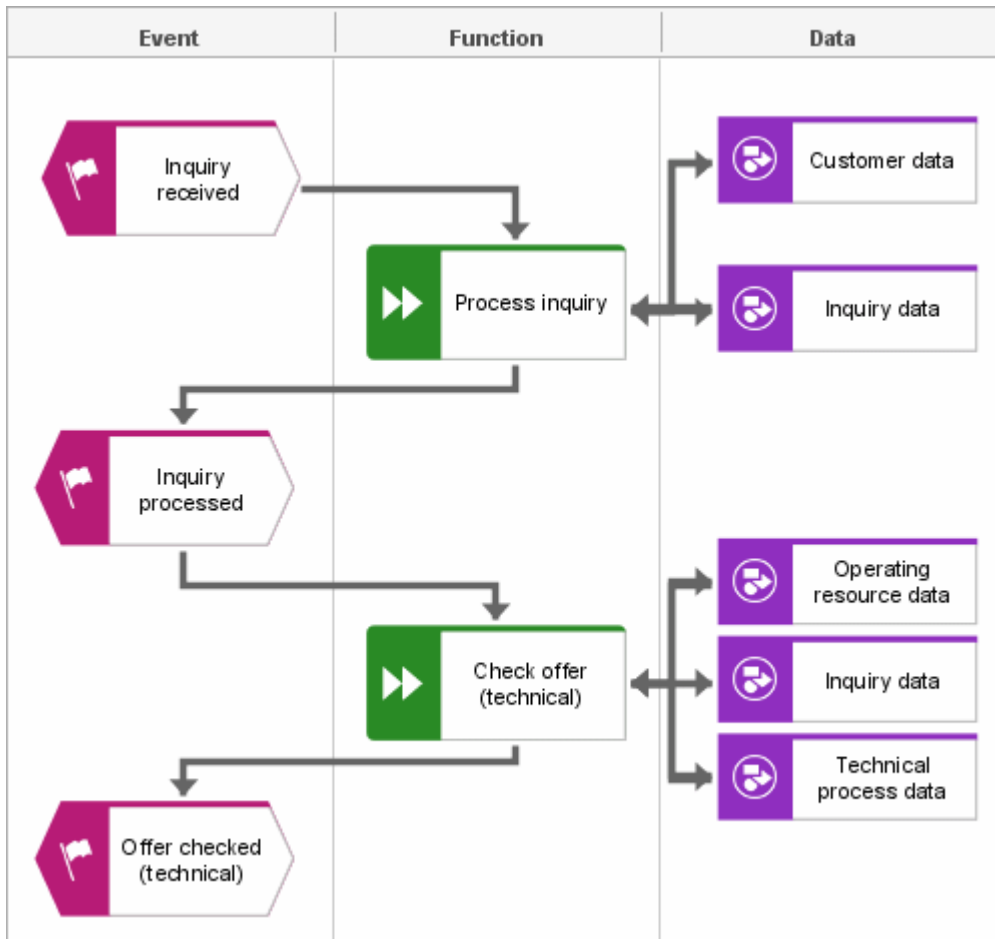 Event
Function
Data
Inquiry
received
Customer data
Process inquiry
Inquiry data
Inquiry
processed
Operating
resource data
Check offer
(technical)
Inquiry data
Technical
process data
Offer checked
(technical)